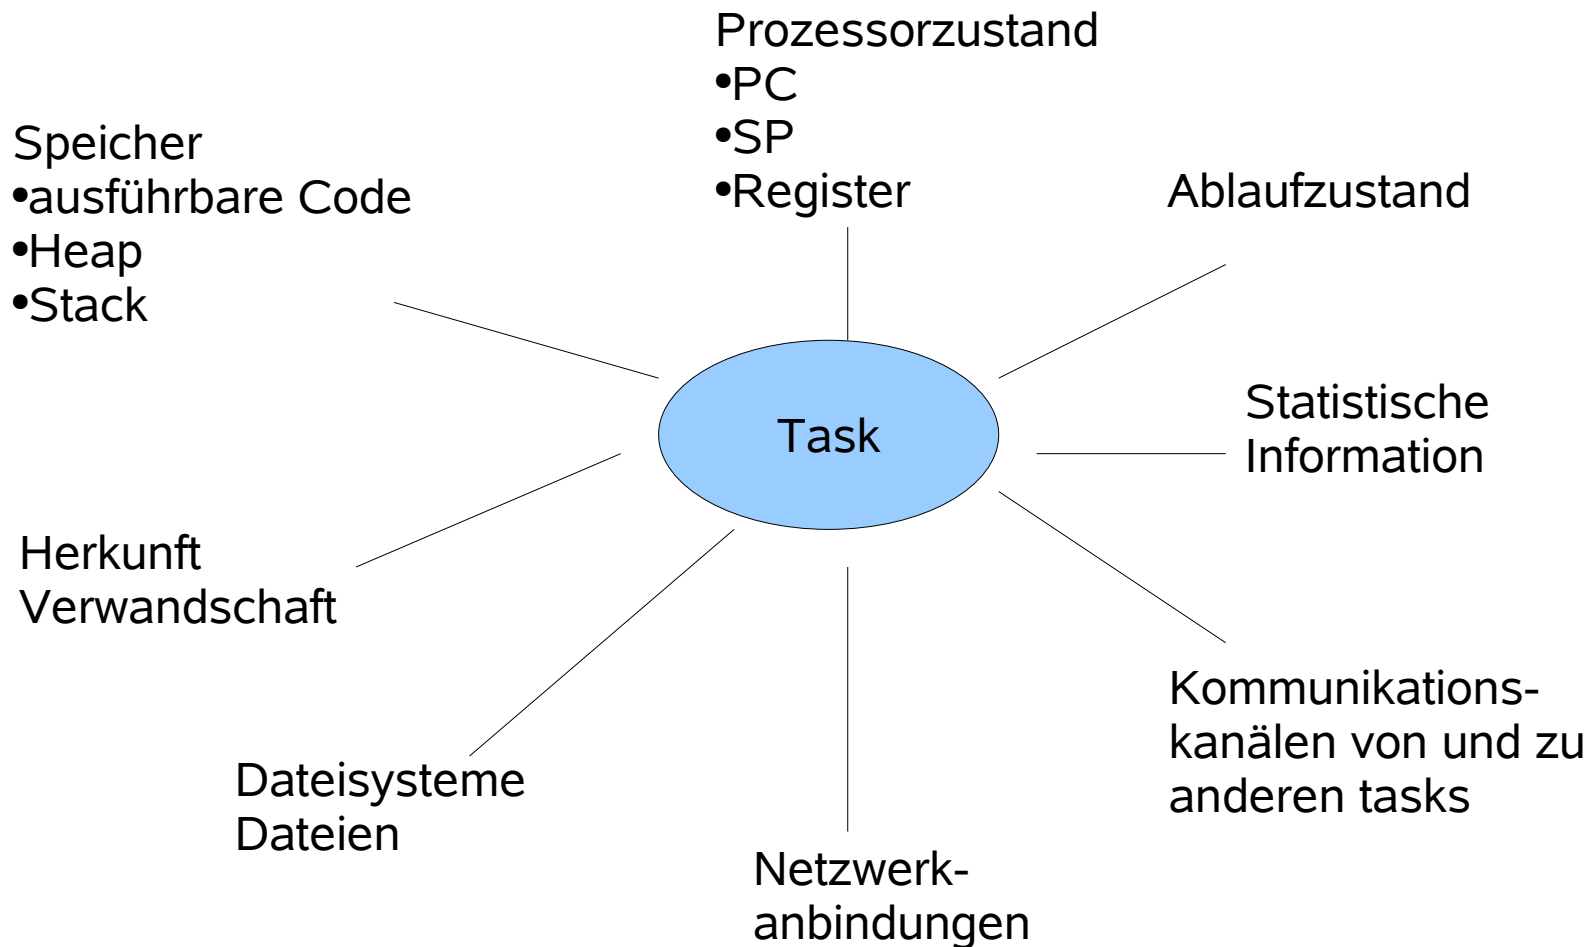 Prozessorzustand
•PC
•SP
•Register
Speicher
•ausführbare Code
•Heap
•Stack
Ablaufzustand
Task
Statistische
Information
Herkunft
Verwandschaft
Kommunikations-
kanälen von und zu
anderen tasks
Dateisysteme
Dateien
Netzwerk-
anbindungen